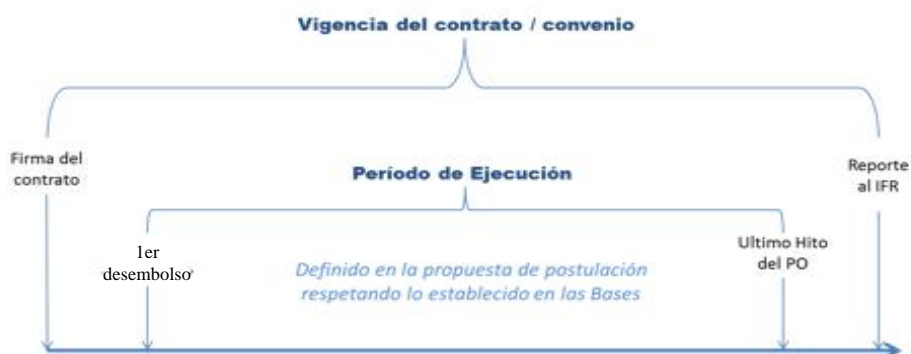 Vigencia del contrato / convenio
Firma del
contrato
Reporte
al IFR
Período de Ejecución
1er
desembolso
Ultimo Hito
del PO
Definido en la propuesta de postulación
respetando lo establecido en las Bases